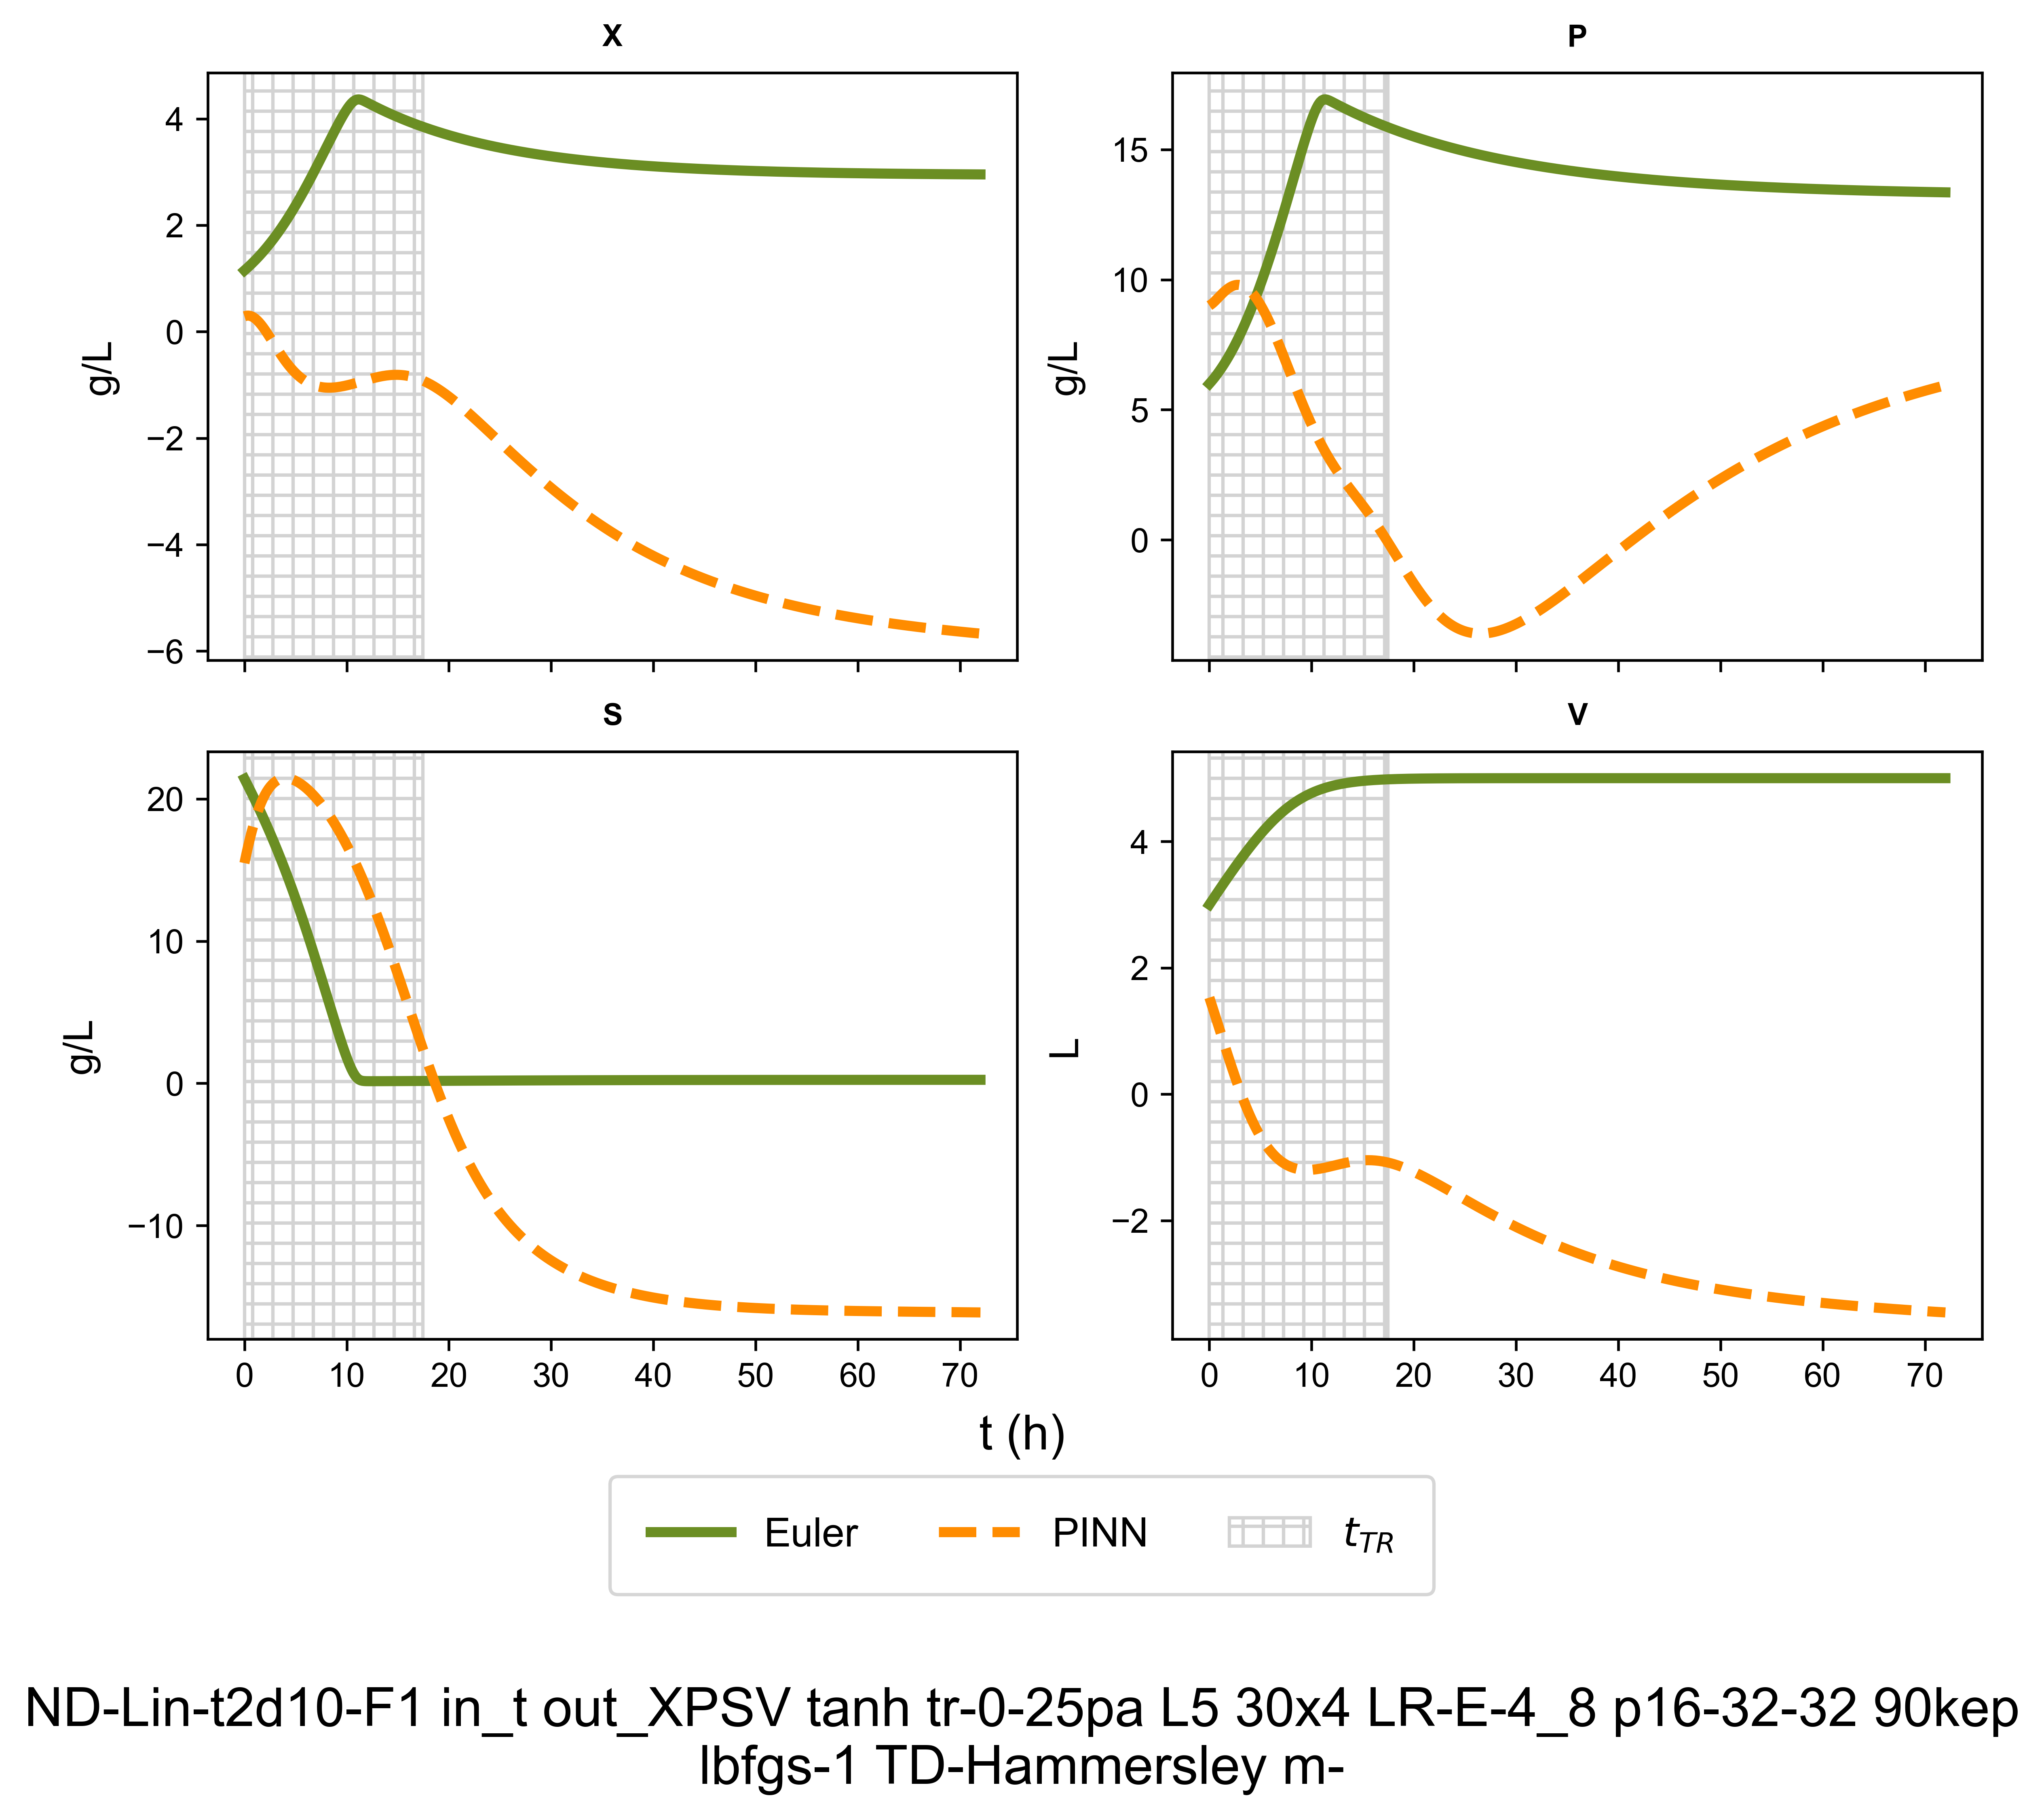 X
P
4
2
0
−2
−4
−6
g/L
15
10
5
0
g/L
S
V
20
10
0
−10
g/L
4
2
0
−2
L
0 10 20 30 40 50 60 70
0 10 20 30 40 50 60 70
t (h)
Euler PINN t_TR
ND-Lin-t2d10-F1 in_t out_XPSV tanh tr-0-25pa L5 30x4 LR-E-4_8 p16-32-32 90kep
lbfgs-1 TD-Hammersley m-